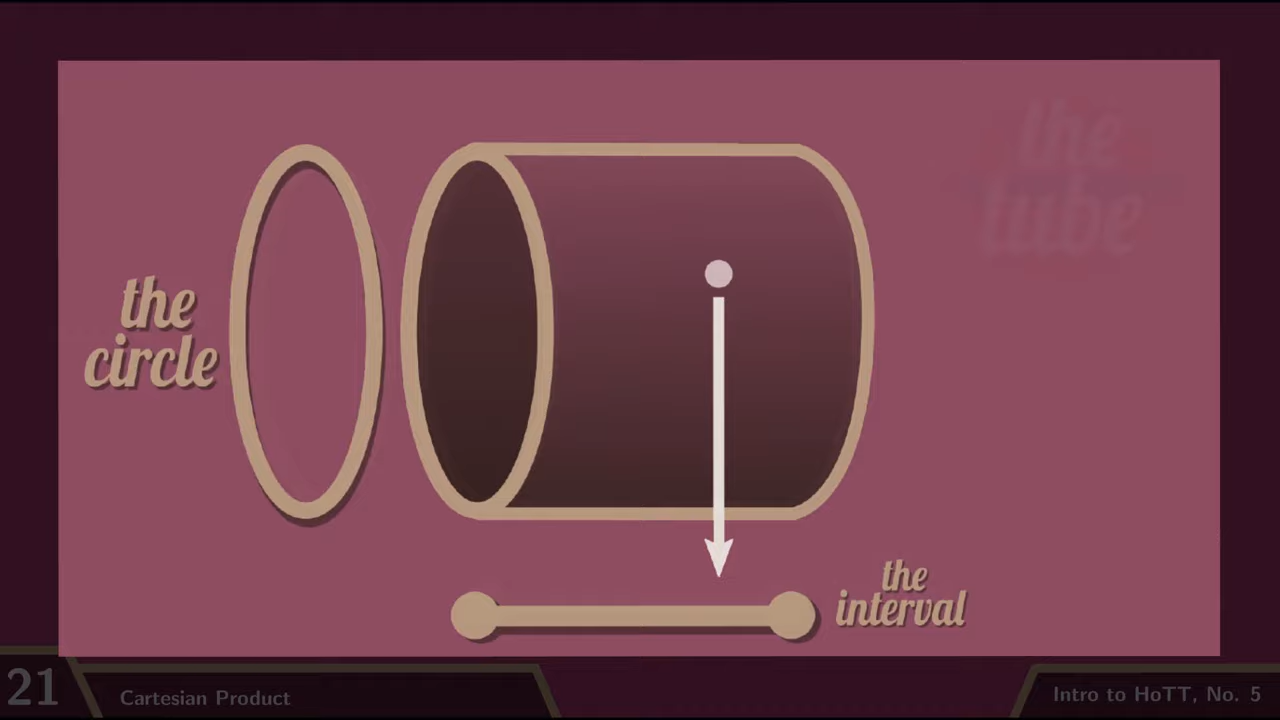 the
tube
the
circle
the
interval
21
Cartesian Product
Intro to HoTT, No. 5